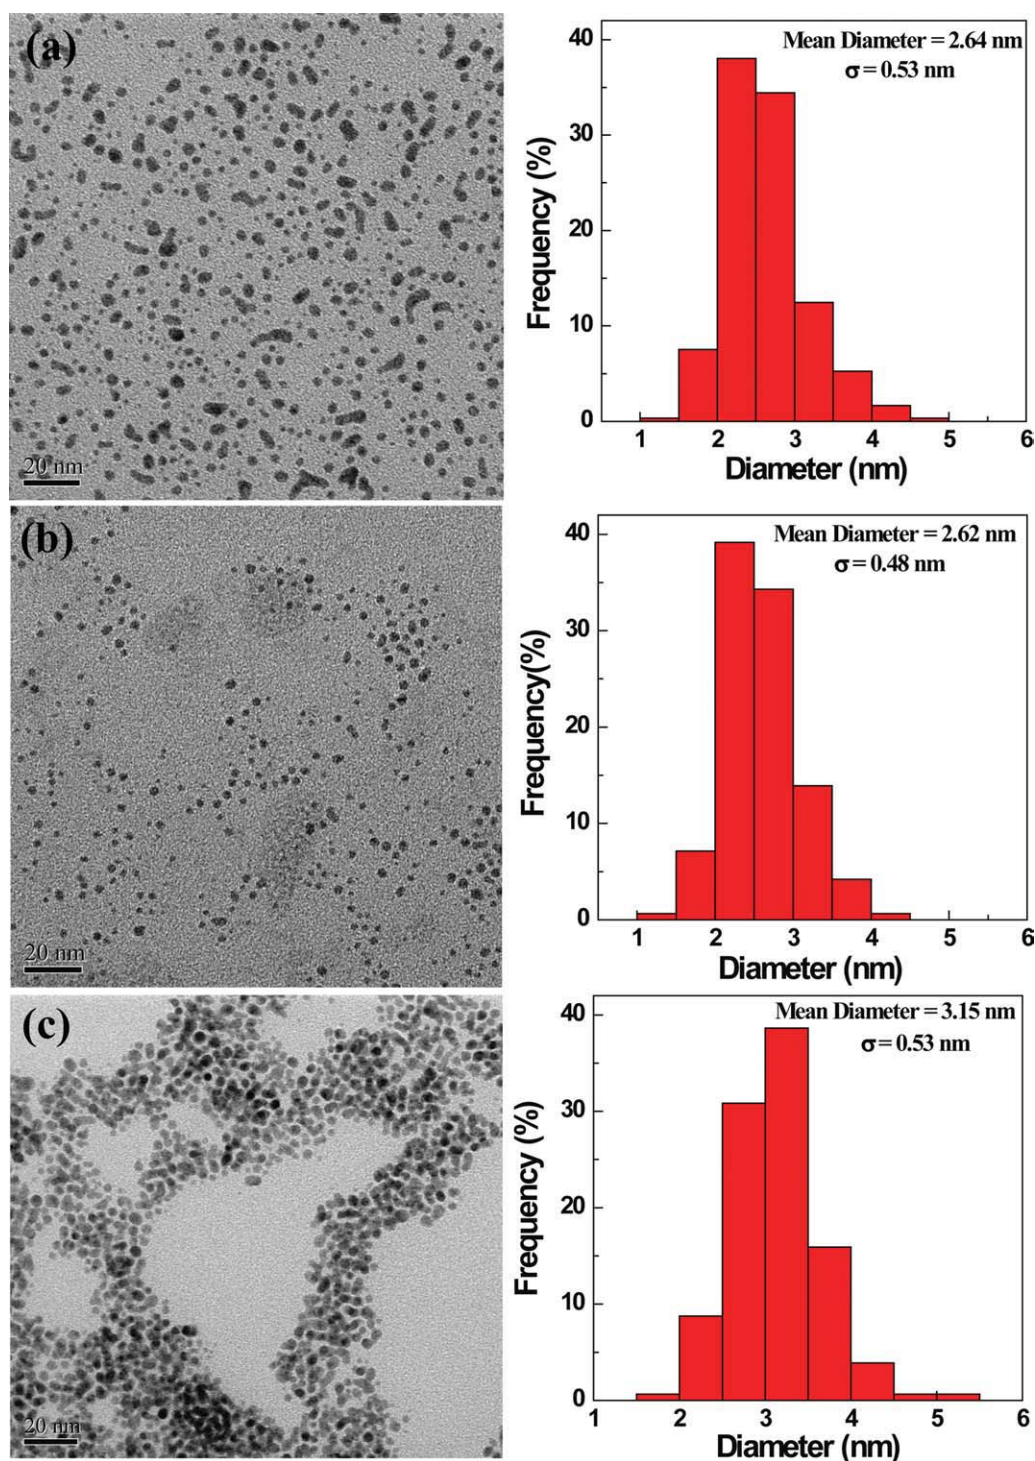 (a)
20 nm
Mean Diameter = 2.64 nm
σ = 0.53 nm
Frequency (%)
40
30
20
10
0
1 2 3 4 5 6
Diameter (nm)
(b)
20 nm
Mean Diameter = 2.62 nm
σ = 0.48 nm
Frequency(%)
40
30
20
10
0
1 2 3 4 5 6
Diameter (nm)
(c)
20 nm
Mean Diameter = 3.15 nm
σ = 0.53 nm
Frequency (%)
40
30
20
10
0
1 2 3 4 5 6
Diameter (nm)